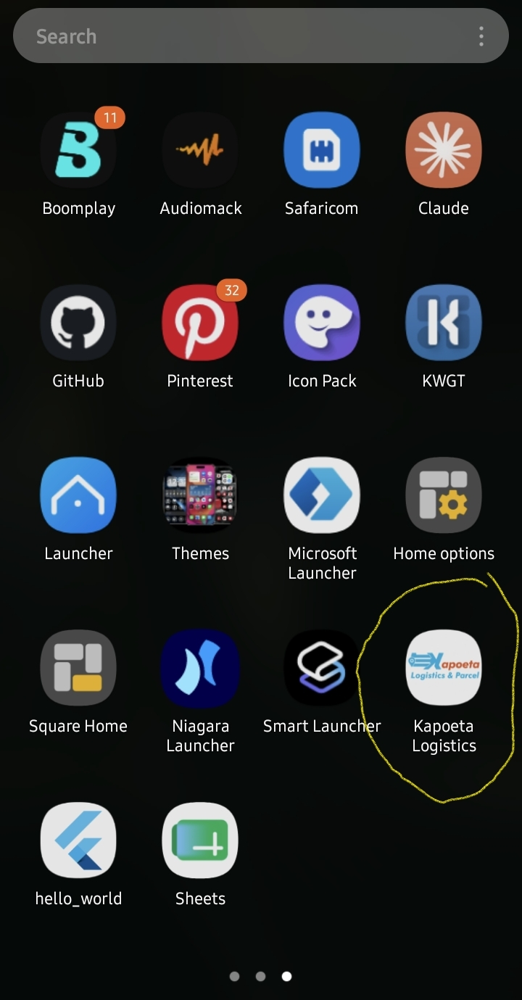 Search
11
Boomplay
Audiomack
Safaricom
Claude
32
GitHub
Pinterest
Icon Pack
KWGT
Launcher
Themes
Microsoft
Launcher
Home options
Kapoeta
Logistics & Parcel
Square Home
Niagara
Launcher
Smart Launcher
Kapoeta
Logistics
hello_world
Sheets